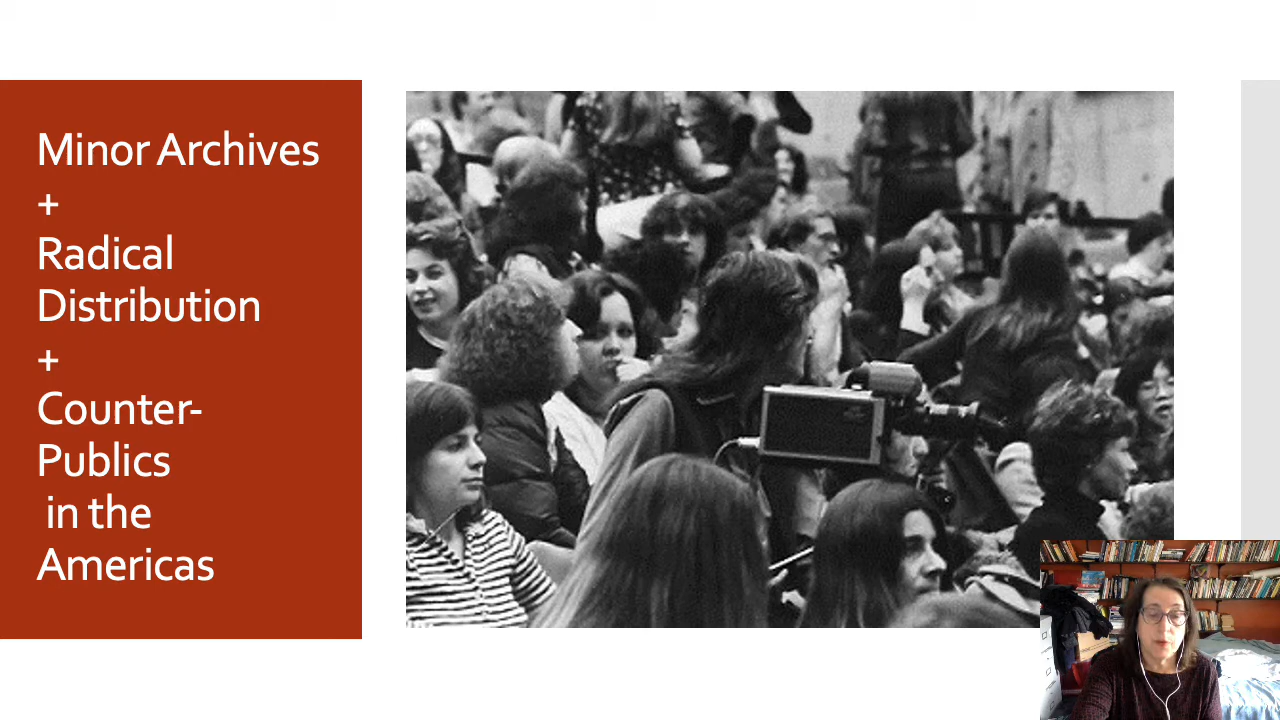 Minor Archives
+
Radical
Distribution
+
Counter-
Publics
in the
Americas